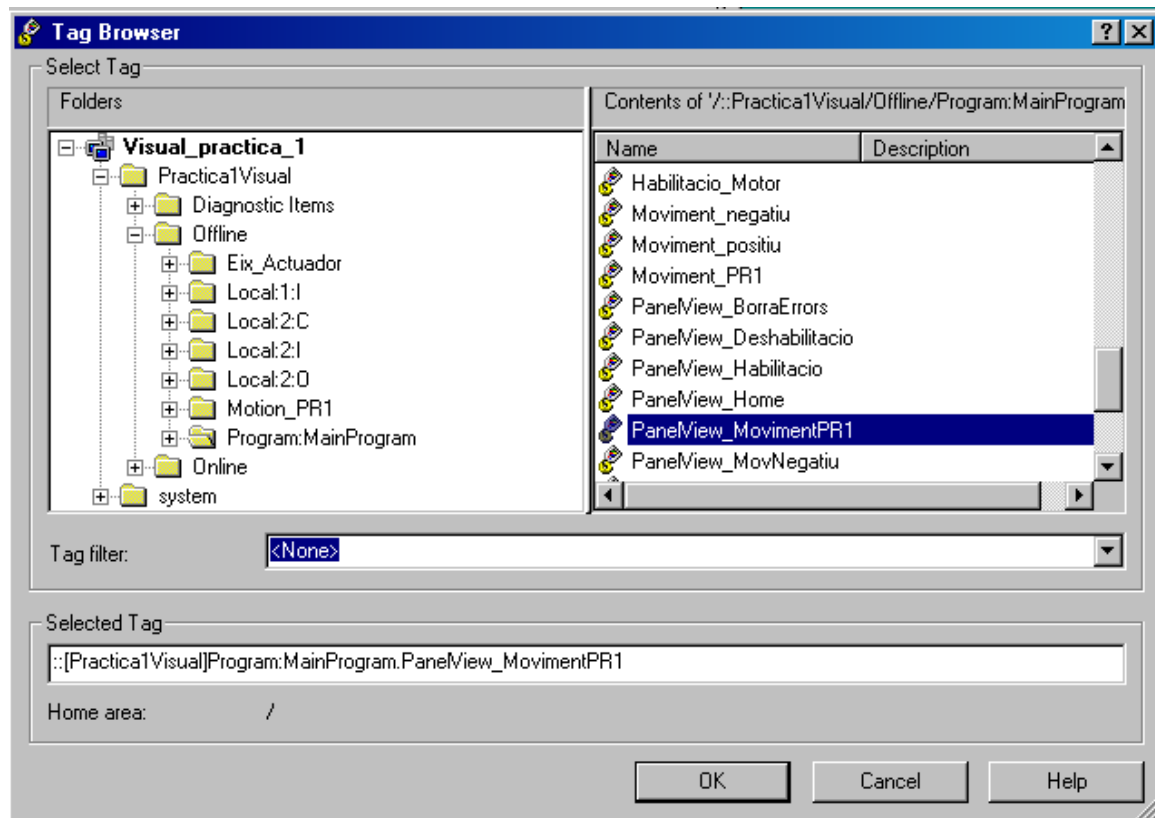 Tag Browser
Select Tag
Folders
Visual_practica_1
Practica1Visual
Diagnostic Items
Offline
Eix_Actuador
Local:1:I
Local:2:C
Local:2:I
Local:2:O
Motion_PR1
Program:MainProgram
Online
system
Contents of '/::Practica1Visual/Offline/Program:MainProgram
Name Description
Habilitacio_Motor
Moviment_negatiu
Moviment_positiu
Moviment_PR1
PanelView_BorraErrors
PanelView_Deshabilitacio
PanelView_Habilitacio
PanelView_Home
PanelView_MovimentPR1
PanelView_MovNegatiu
Tag filter: <None>
Selected Tag
::[Practica1Visual]Program:MainProgram.PanelView_MovimentPR1
Home area: /
OK Cancel Help